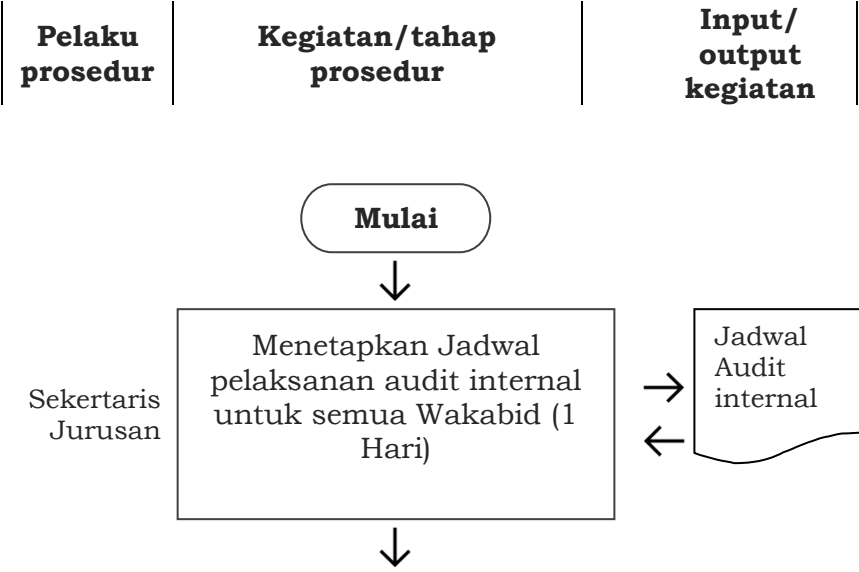 Pelaku
prosedur
Kegiatan/tahap
prosedur
Input/
output
kegiatan
Mulai
Sekertaris
Jurusan
Menetapkan Jadwal
pelaksanan audit internal
untuk semua Wakabid (1
Hari)
Jadwal
Audit
internal